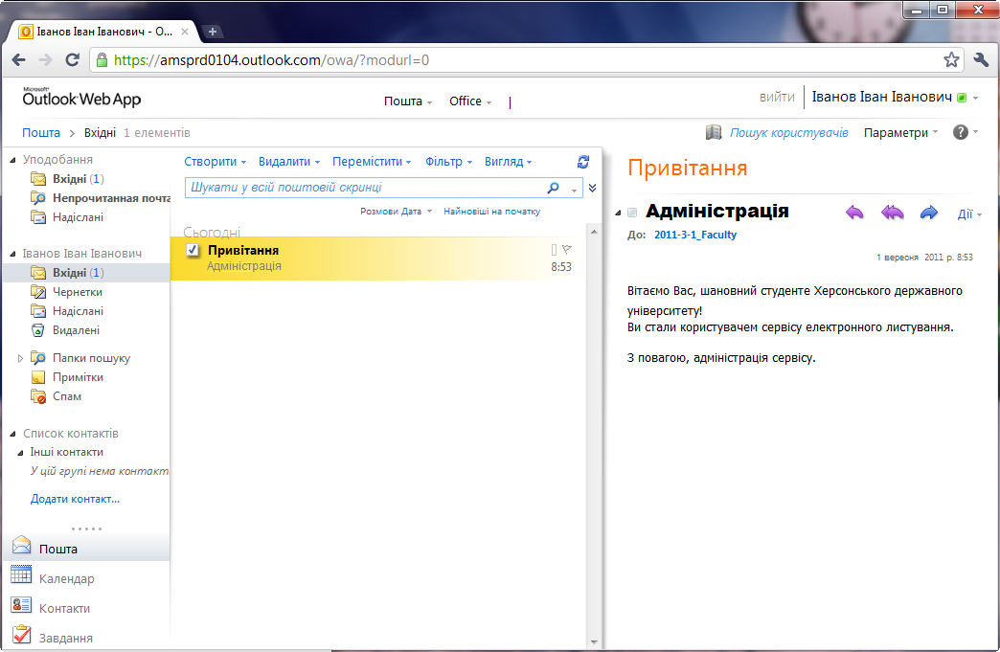 Іванов Іван Іванович - O...
https://amsprd0104.outlook.com/owa/?modurl=0
Microsoft®
Outlook Web App
Пошта Office
вийти Іванов Іван Іванович
Пошта > Вхідні 1 елементів
Пошук користувачів Параметри
Уподобання
Вхідні (1)
Непрочитанная почта
Надіслані
Іванов Іван Іванович
Вхідні (1)
Чернетки
Надіслані
Видалені
Папки пошуку
Примітки
Спам
Список контактів
Інші контакти
У цій групі нема контакт
Додати контакт...
Пошта
Календар
Контакти
Завдання
Створити Видалити Перемістити Фільтр Вигляд
Шукати у всій поштовій скринці
Розмови Дата Найновіші на початку
Сьогодні
Привітання
Адміністрація 8:53
Привітання
Адміністрація
Дії
До: 2011-3-1_Faculty
1 вересня 2011 р. 8:53
Вітаємо Вас, шановний студенте Херсонського державного
університету!
Ви стали користувачем сервісу електронного листування.
З повагою, адміністрація сервісу.